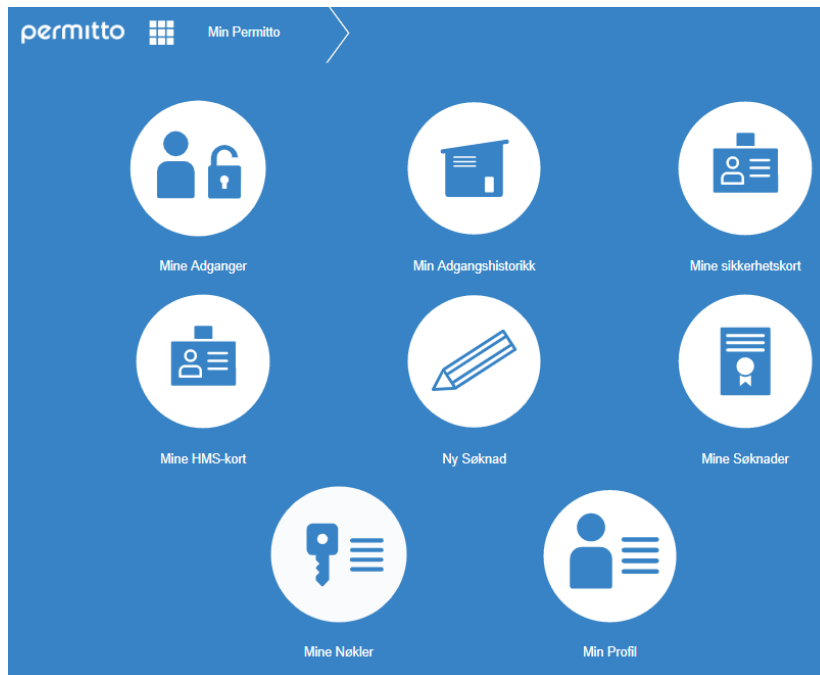 permitto
Min Permitto
Mine Adganger
Min Adgangshistorikk
Mine sikkerhetskort
Mine HMS-kort
Ny Søknad
Mine Søknader
Mine Nøkler
Min Profil